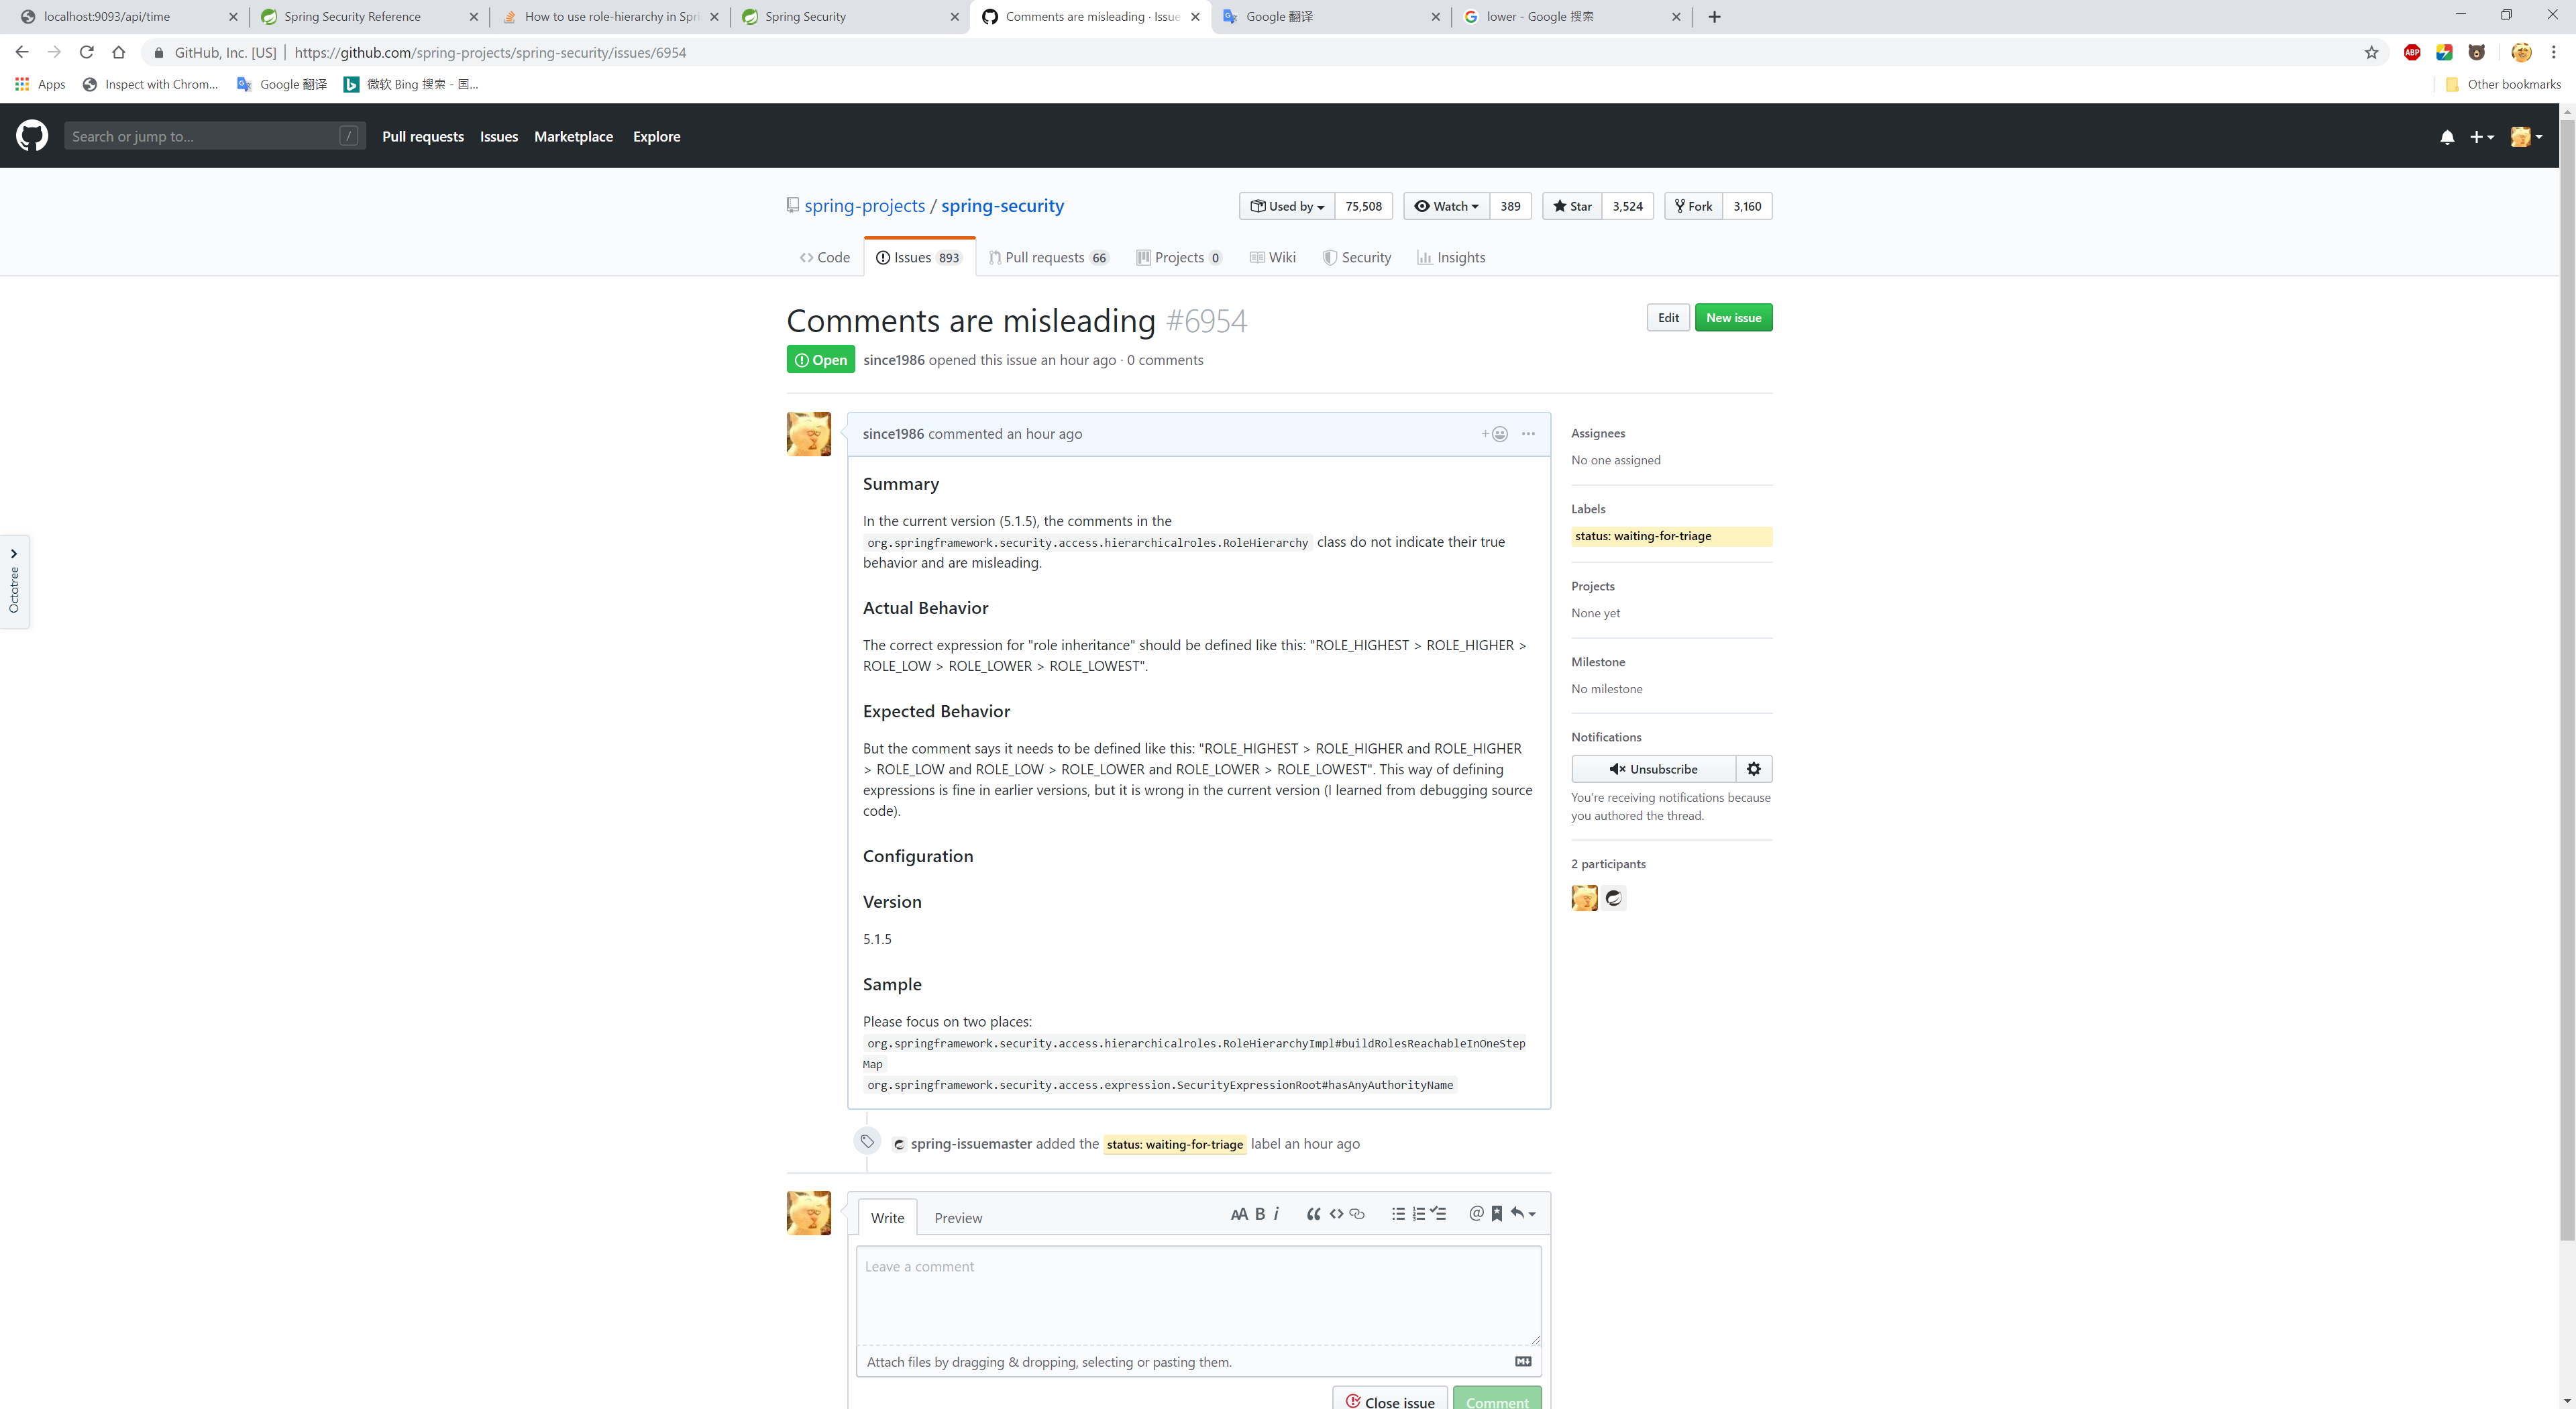 localhost:9093/api/time
Spring Security Reference
How to use role-hierarchy in Spri
Spring Security
Comments are misleading · Issue
Google 翻译
lower - Google 搜索
GitHub, Inc. [US] | https://github.com/spring-projects/spring-security/issues/6954
ABP
Apps
Inspect with Chrom...
Google 翻译
微软 Bing 搜索 - 国...
Other bookmarks
Search or jump to... /
Pull requests Issues Marketplace Explore
spring-projects / spring-security
Used by 75,508
Watch 389
Star 3,524
Fork 3,160
Code
Issues 893
Pull requests 66
Projects 0
Wiki
Security
Insights
Comments are misleading #6954
Edit
New issue
Open since1986 opened this issue an hour ago · 0 comments
since1986 commented an hour ago
Summary
In the current version (5.1.5), the comments in the
org.springframework.security.access.hierarchicalroles.RoleHierarchy class do not indicate their true
behavior and are misleading.
Actual Behavior
The correct expression for "role inheritance" should be defined like this: "ROLE_HIGHEST > ROLE_HIGHER >
ROLE_LOW > ROLE_LOWER > ROLE_LOWEST".
Expected Behavior
But the comment says it needs to be defined like this: "ROLE_HIGHEST > ROLE_HIGHER and ROLE_HIGHER
> ROLE_LOW and ROLE_LOW > ROLE_LOWER and ROLE_LOWER > ROLE_LOWEST". This way of defining
expressions is fine in earlier versions, but it is wrong in the current version (I learned from debugging source
code).
Configuration
Version
5.1.5
Sample
Please focus on two places:
org.springframework.security.access.hierarchicalroles.RoleHierarchyImpl#buildRolesReachableInOneStep
Map
org.springframework.security.access.expression.SecurityExpressionRoot#hasAnyAuthorityName
spring-issuemaster added the status: waiting-for-triage label an hour ago
Write
Preview
Leave a comment
Attach files by dragging & dropping, selecting or pasting them.
Close issue
Comment
Assignees
No one assigned
Labels
status: waiting-for-triage
Projects
None yet
Milestone
No milestone
Notifications
Unsubscribe
You're receiving notifications because
you authored the thread.
2 participants
Octotree